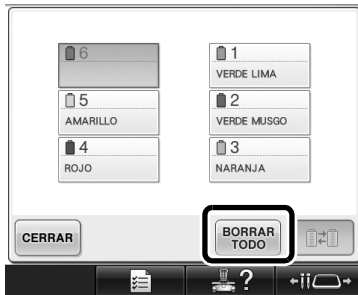 6
1
VERDE LIMA
5
AMARILLO
2
VERDE MUSGO
4
ROJO
3
NARANJA
CERRAR
BORRAR
TODO
?